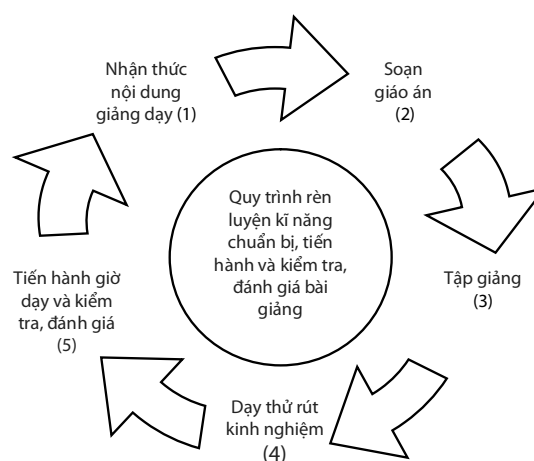 Nhận thức
nội dung
giảng dạy (1)
Soạn
giáo án
(2)
Quy trình rèn
luyện kĩ năng
chuẩn bị, tiến
hành và kiểm tra,
đánh giá bài
giảng
Tập giảng
(3)
Dạy thử rút
kinh nghiệm
(4)
Tiến hành giờ
dạy và kiểm
tra, đánh giá
(5)